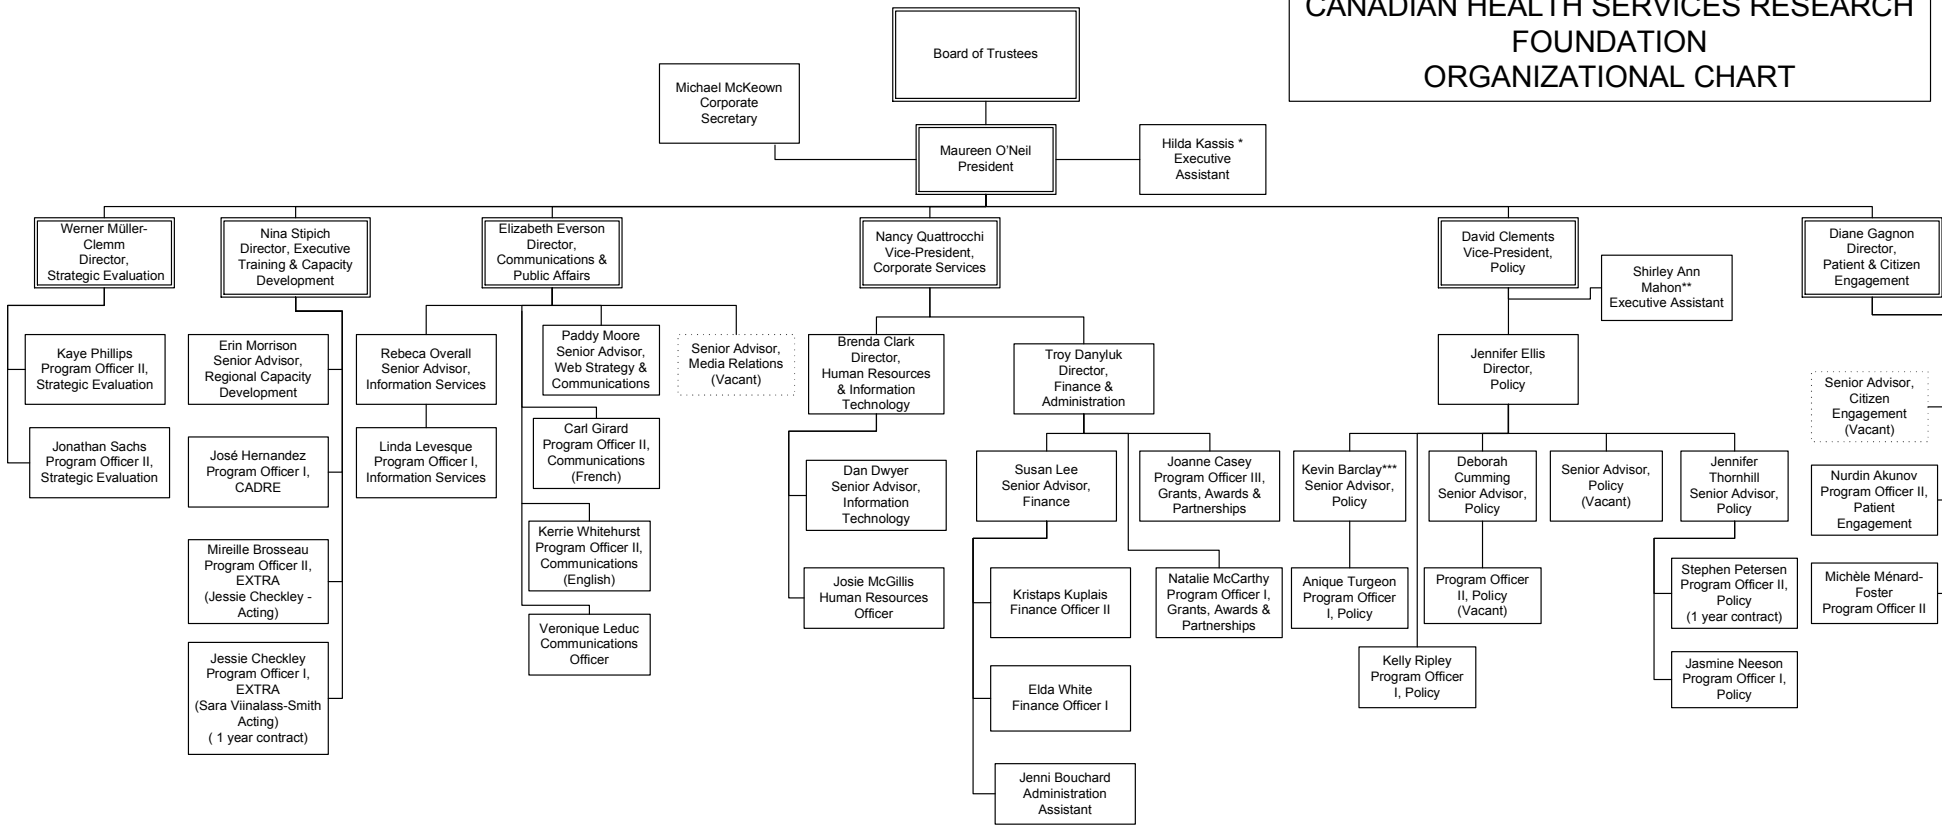 CANADIAN HEALTH SERVICES RESEARCH
FOUNDATION
ORGANIZATIONAL CHART
Board of Trustees
Michael McKeown
Corporate
Secretary
Maureen O'Neil
President
Hilda Kassis *
Executive
Assistant
Werner Müller-
Clemm
Director,
Strategic Evaluation
Nina Stipich
Director, Executive
Training & Capacity
Development
Elizabeth Everson
Director,
Communications &
Public Affairs
Nancy Quattrocchi
Vice-President,
Corporate Services
David Clements
Vice-President,
Policy
Diane Gagnon
Director,
Patient & Citizen
Engagement
Shirley Ann
Mahon**
Executive Assistant
Kaye Phillips
Program Officer II,
Strategic Evaluation
Jonathan Sachs
Program Officer II,
Strategic Evaluation
Erin Morrison
Senior Advisor,
Regional Capacity
Development
José Hernandez
Program Officer I,
CADRE
Mireille Brosseau
Program Officer II,
EXTRA
(Jessie Checkley -
Acting)
Jessie Checkley
Program Officer I,
EXTRA
(Sara Viinalass-Smith
Acting)
( 1 year contract)
Rebeca Overall
Senior Advisor,
Information Services
Linda Levesque
Program Officer I,
Information Services
Paddy Moore
Senior Advisor,
Web Strategy &
Communications
Senior Advisor,
Media Relations
(Vacant)
Carl Girard
Program Officer II,
Communications
(French)
Kerrie Whitehurst
Program Officer II,
Communications
(English)
Veronique Leduc
Communications
Officer
Brenda Clark
Director,
Human Resources
& Information
Technology
Dan Dwyer
Senior Advisor,
Information
Technology
Josie McGillis
Human Resources
Officer
Troy Danyluk
Director,
Finance &
Administration
Susan Lee
Senior Advisor,
Finance
Joanne Casey
Program Officer III,
Grants, Awards &
Partnerships
Kristaps Kuplais
Finance Officer II
Natalie McCarthy
Program Officer I,
Grants, Awards &
Partnerships
Elda White
Finance Officer I
Jenni Bouchard
Administration
Assistant
Jennifer Ellis
Director,
Policy
Kevin Barclay***
Senior Advisor,
Policy
Deborah
Cumming
Senior Advisor,
Policy
Senior Advisor,
Policy
(Vacant)
Jennifer
Thornhill
Senior Advisor,
Policy
Anique Turgeon
Program Officer
I, Policy
Program Officer
II, Policy
(Vacant)
Kelly Ripley
Program Officer
I, Policy
Stephen Petersen
Program Officer II,
Policy
(1 year contract)
Jasmine Neeson
Program Officer I,
Policy
Senior Advisor,
Citizen
Engagement
(Vacant)
Nurdin Akunov
Program Officer II,
Patient
Engagement
Michèle Ménard-
Foster
Program Officer II